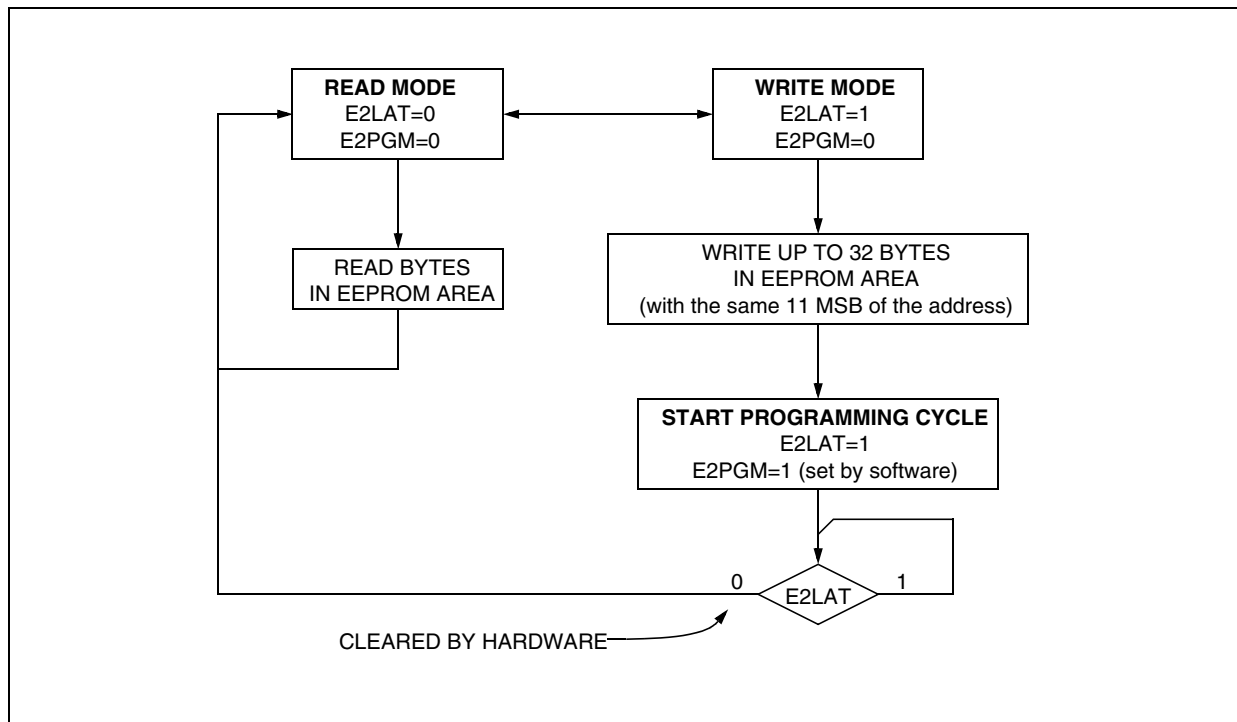 READ MODE
E2LAT=0
E2PGM=0
WRITE MODE
E2LAT=1
E2PGM=0
READ BYTES
IN EEPROM AREA
WRITE UP TO 32 BYTES
IN EEPROM AREA
(with the same 11 MSB of the address)
START PROGRAMMING CYCLE
E2LAT=1
E2PGM=1 (set by software)
0
E2LAT
1
CLEARED BY HARDWARE